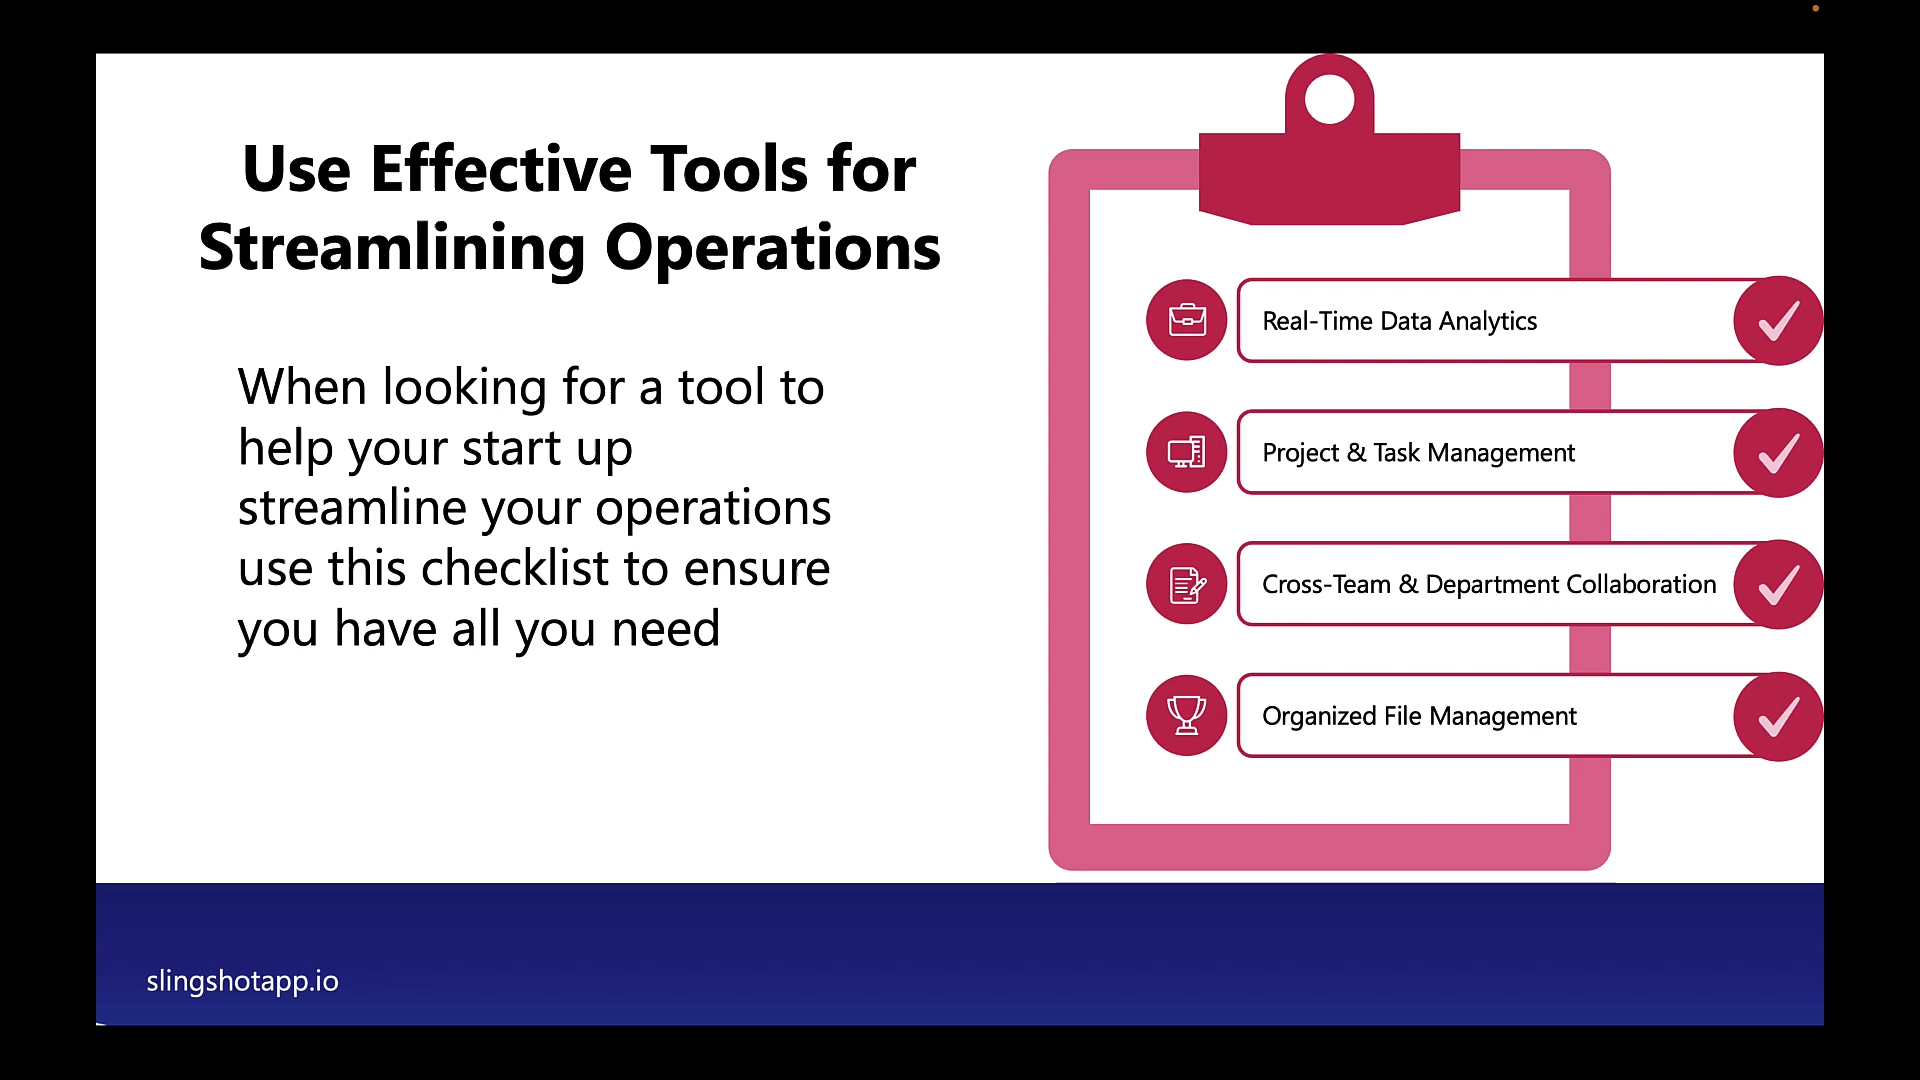 Use Effective Tools for
Streamlining Operations
When looking for a tool to
help your start up
streamline your operations
use this checklist to ensure
you have all you need
Real-Time Data Analytics
Project & Task Management
Cross-Team & Department Collaboration
Organized File Management
slingshotapp.io